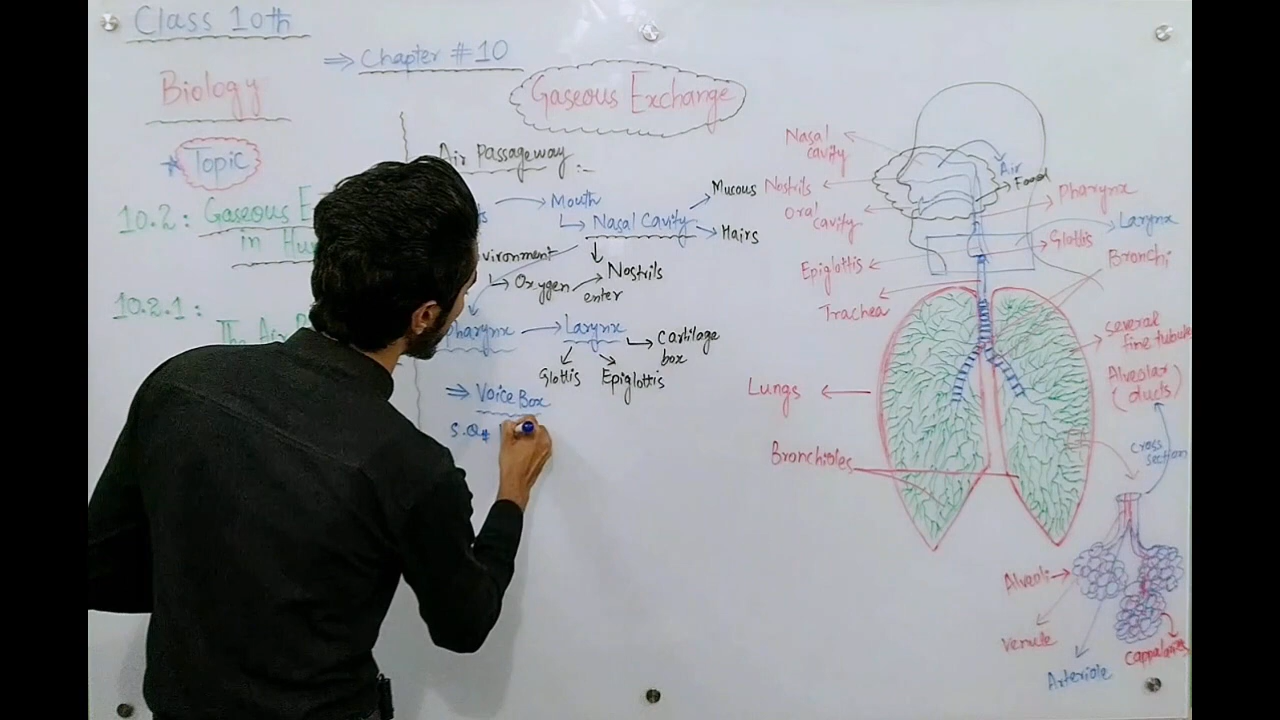 Class 10th
⇒ Chapter # 10
Biology
Gaseous Exchange
* Topic
10.2: Gaseous E
in Hu
10.2.1:
The Air P
Air Passageway :-
ts → Mouth
↳ Nasal Cavity
Mucous
Hairs
vironment
↳ Oxygen
enter
Nostrils
Pharynx → Larynx
↳ Cartilage
box
Glottis
Epiglottis
⇒ Voice Box
S.Q#
Nasal
cavity
Nostrils
Oral
cavity
Epiglottis
Trachea
Air
Food
Pharynx
Larynx
Glottis
Bronchi
several
fine tubule
Alveolar
(ducts)
Lungs
Bronchioles
cross
section
Alveoli
Venule
Arteriole